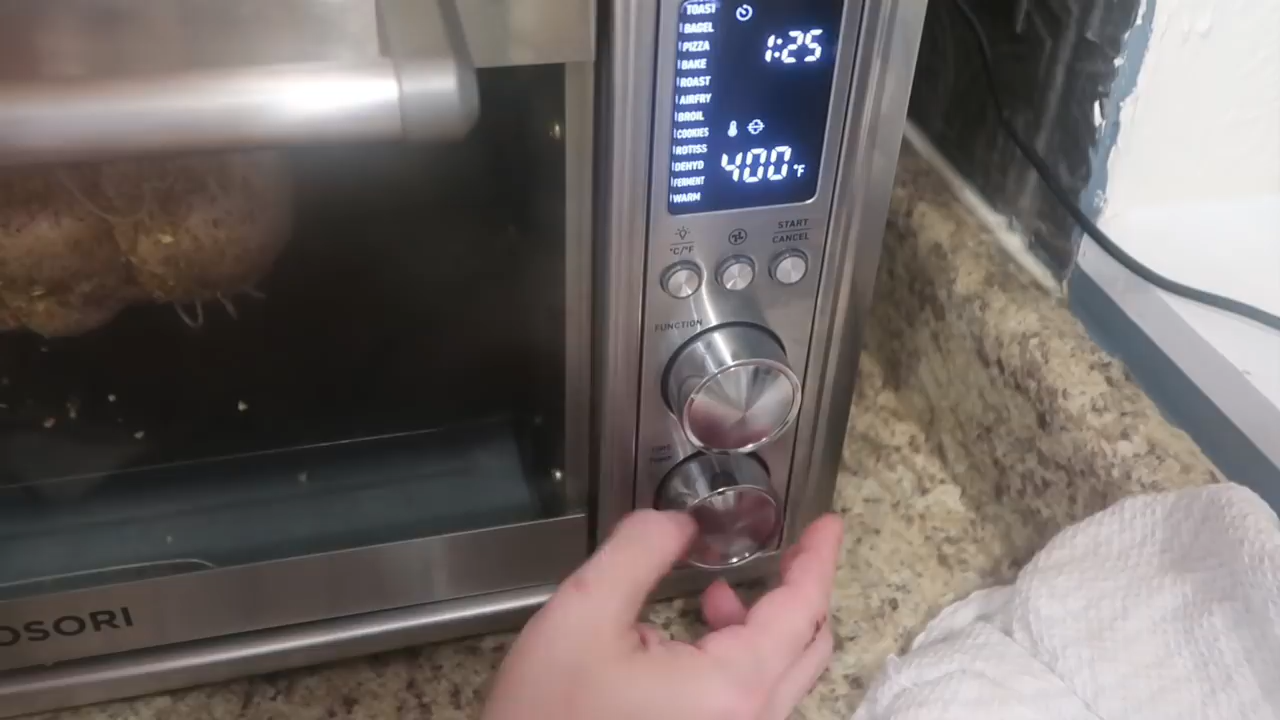 TOAST
BAGEL
PIZZA
BAKE
ROAST
AIRFRY
BROIL
COOKIES
ROTISS
DEHYD
FERMENT
WARM
1:25
400°F
°C/°F
START
CANCEL
FUNCTION
OSORI